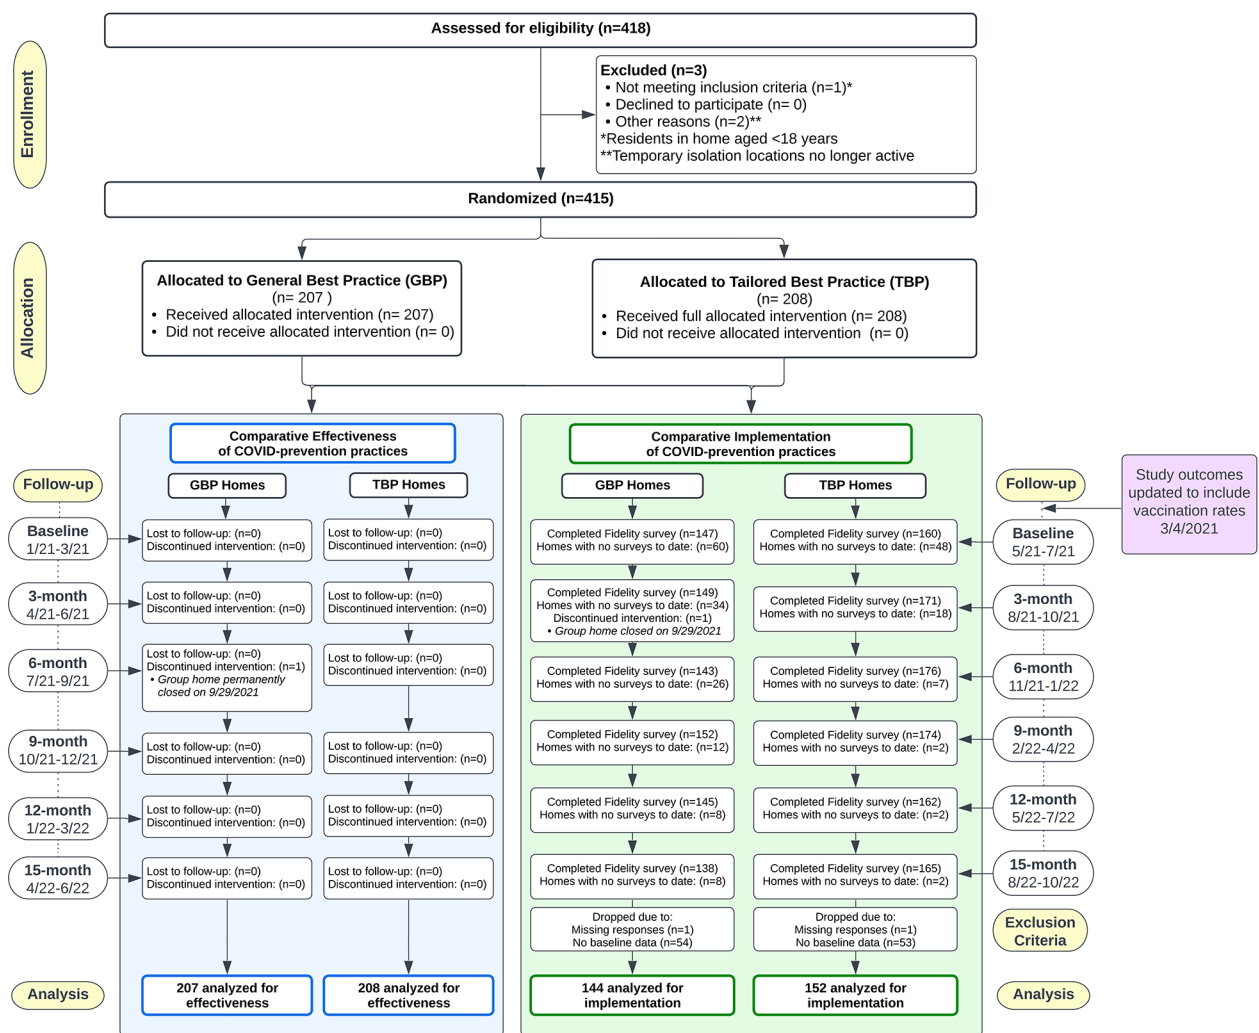 Assessed for eligibility (n=418)
Enrollment
Excluded (n=3)
• Not meeting inclusion criteria (n=1)*
• Declined to participate (n= 0)
• Other reasons (n=2)**
*Residents in home aged <18 years
**Temporary isolation locations no longer active
Randomized (n=415)
Allocation
Allocated to General Best Practice (GBP)
(n= 207 )
• Received allocated intervention (n= 207)
• Did not receive allocated intervention (n= 0)
Allocated to Tailored Best Practice (TBP)
(n= 208)
• Received full allocated intervention (n= 208)
• Did not receive allocated intervention  (n= 0)
Comparative Effectiveness
of COVID-prevention practices
Comparative Implementation
of COVID-prevention practices
Follow-up
GBP Homes
TBP Homes
GBP Homes
TBP Homes
Follow-up
Study outcomes
updated to include
vaccination rates
3/4/2021
Baseline
1/21-3/21
Lost to follow-up: (n=0)
Discontinued intervention: (n=0)
Lost to follow-up: (n=0)
Discontinued intervention: (n=0)
Completed Fidelity survey (n=147)
Homes with no surveys to date: (n=60)
Completed Fidelity survey (n=160)
Homes with no surveys to date: (n=48)
Baseline
5/21-7/21
3-month
4/21-6/21
Lost to follow-up: (n=0)
Discontinued intervention: (n=0)
Lost to follow-up: (n=0)
Discontinued intervention: (n=0)
Completed Fidelity survey (n=149)
Homes with no surveys to date: (n=34)
Discontinued intervention: (n=1)
• Group home closed on 9/29/2021
Completed Fidelity survey (n=171)
Homes with no surveys to date: (n=18)
3-month
8/21-10/21
6-month
7/21-9/21
Lost to follow-up: (n=0)
Discontinued intervention: (n=1)
• Group home permanently
closed on 9/29/2021
Lost to follow-up: (n=0)
Discontinued intervention: (n=0)
Completed Fidelity survey (n=143)
Homes with no surveys to date: (n=26)
Completed Fidelity survey (n=176)
Homes with no surveys to date: (n=7)
6-month
11/21-1/22
9-month
10/21-12/21
Lost to follow-up: (n=0)
Discontinued intervention: (n=0)
Lost to follow-up: (n=0)
Discontinued intervention: (n=0)
Completed Fidelity survey (n=152)
Homes with no surveys to date: (n=12)
Completed Fidelity survey (n=174)
Homes with no surveys to date: (n=2)
9-month
2/22-4/22
12-month
1/22-3/22
Lost to follow-up: (n=0)
Discontinued intervention: (n=0)
Lost to follow-up: (n=0)
Discontinued intervention: (n=0)
Completed Fidelity survey (n=145)
Homes with no surveys to date: (n=8)
Completed Fidelity survey (n=162)
Homes with no surveys to date: (n=2)
12-month
5/22-7/22
15-month
4/22-6/22
Lost to follow-up: (n=0)
Discontinued intervention: (n=0)
Lost to follow-up: (n=0)
Discontinued intervention: (n=0)
Completed Fidelity survey (n=138)
Homes with no surveys to date: (n=8)
Completed Fidelity survey (n=165)
Homes with no surveys to date: (n=2)
15-month
8/22-10/22
Dropped due to:
Missing responses (n=1)
No baseline data (n=54)
Dropped due to:
Missing responses (n=1)
No baseline data (n=53)
Exclusion
Criteria
Analysis
207 analyzed for
effectiveness
208 analyzed for
effectiveness
144 analyzed for
implementation
152 analyzed for
implementation
Analysis